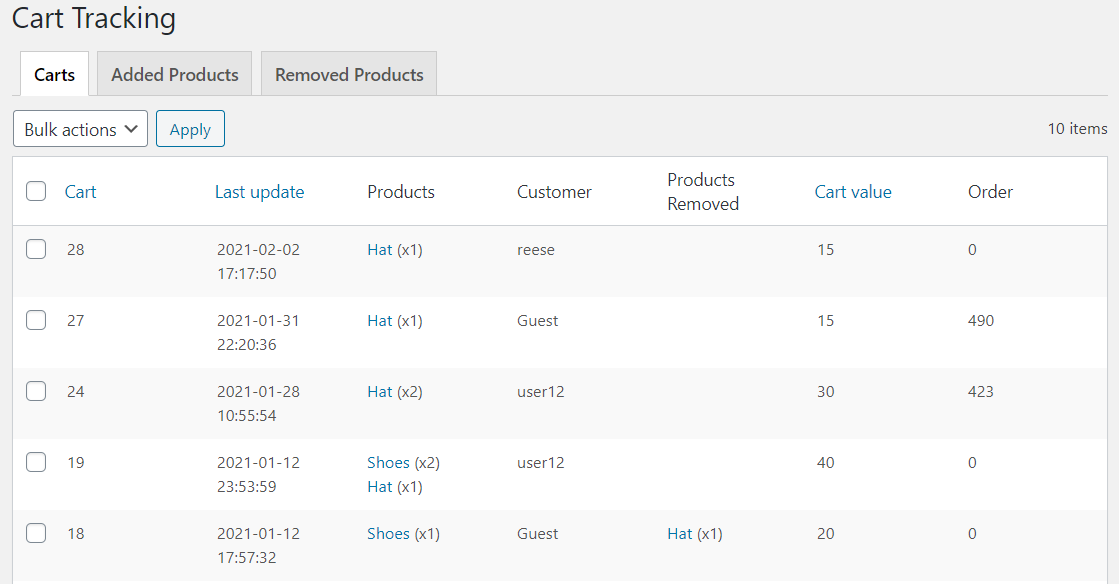 Cart Tracking
Carts Added Products Removed Products
Bulk actions Apply 10 items
Cart Last update Products Customer Products Removed Cart value Order
28 2021-02-02 17:17:50 Hat (x1) reese 15 0
27 2021-01-31 22:20:36 Hat (x1) Guest 15 490
24 2021-01-28 10:55:54 Hat (x2) user12 30 423
19 2021-01-12 23:53:59 Shoes (x2) Hat (x1) user12 40 0
18 2021-01-12 17:57:32 Shoes (x1) Guest Hat (x1) 20 0